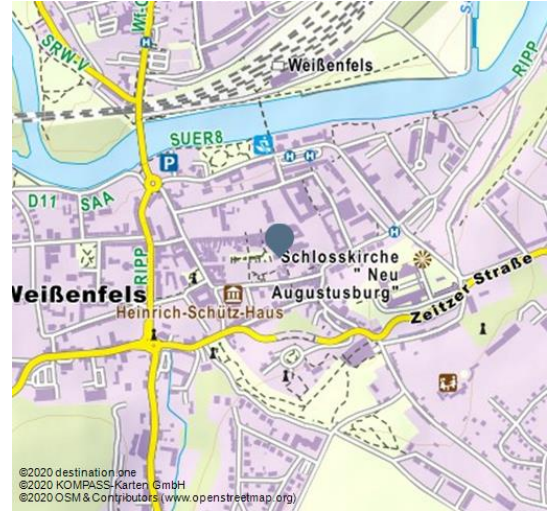 SRW-V
Wf-C
H
Weißenfels
RIPP
SUER8
P
H
H
D11
SAA
H
RIPP
Schlosskirche
" Neu
Augustusburg"
Weißenfels
Heinrich-Schütz-Haus
Zeitzer Straße
©2020 destination one
©2020 KOMPASS-Karten GmbH
©2020 OSM & Contributors (www.openstreetmap.org)